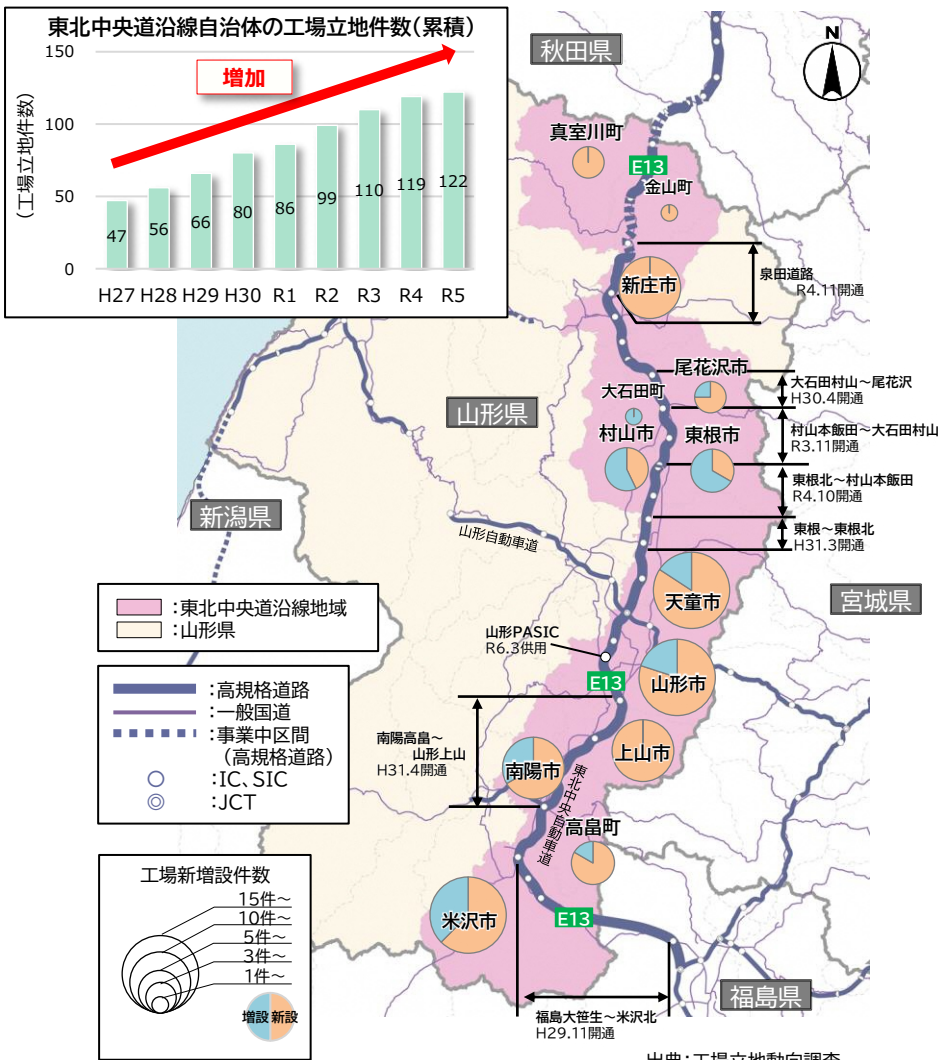 東北中央道沿線自治体の工場立地件数(累積)
(工場立地件数)
150
100
50
0
増加
47
56
66
80
86
99
110
119
122
H27
H28
H29
H30
R1
R2
R3
R4
R5
秋田県
N
真室川町
E13
金山町
新庄市
泉田道路
R4.11開通
尾花沢市
大石田町
村山市
東根市
大石田村山～尾花沢
H30.4開通
村山本飯田～大石田村山
R3.11開通
東根北～村山本飯田
R4.10開通
東根～東根北
H31.3開通
山形県
新潟県
山形自動車道
天童市
宮城県
:東北中央道沿線地域
:山形県
山形PASIC
R6.3供用
E13
山形市
:高規格道路
:一般国道
:事業中区間
(高規格道路)
:IC、SIC
:JCT
南陽高畠～
山形上山
H31.4開通
上山市
南陽市
東北中央自動車道
高畠町
工場新増設件数
15件～
10件～
5件～
3件～
1件～
増設
新設
米沢市
E13
福島県
福島大笹生～米沢北
H29.11開通
出典:工場立地動向調査